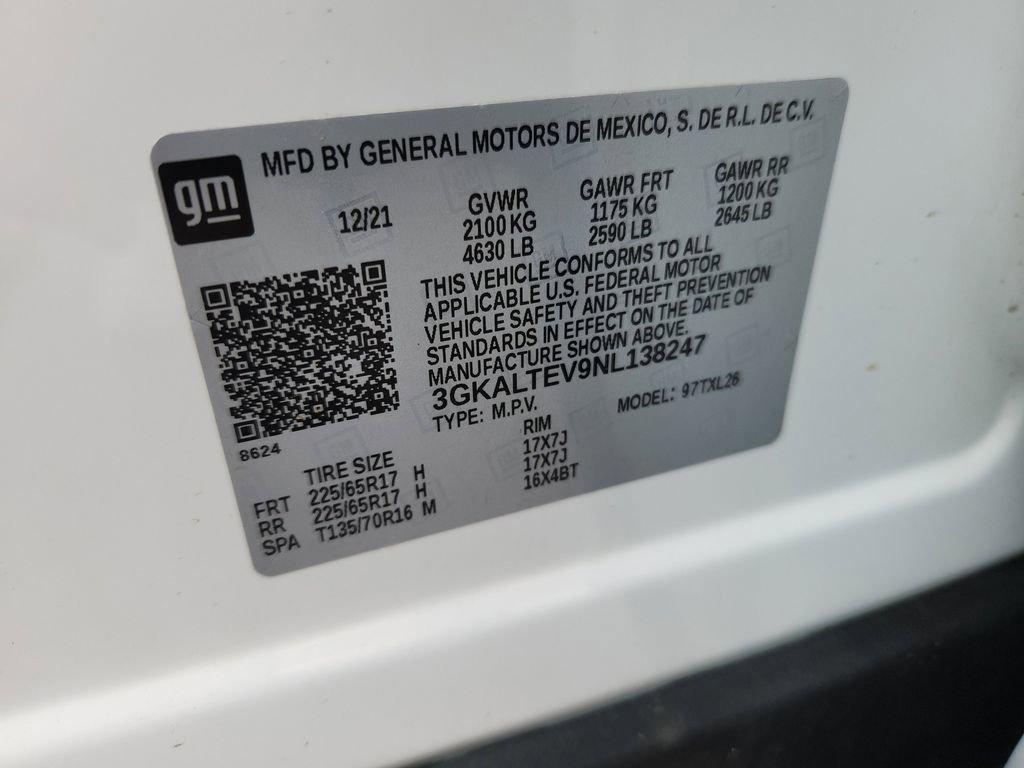 MFD BY GENERAL MOTORS DE MEXICO, S. DE R.L. DE C.V.
gm
12/21
GVWR
2100 KG
4630 LB
GAWR FRT
1175 KG
2590 LB
GAWR RR
1200 KG
2645 LB
THIS VEHICLE CONFORMS TO ALL
APPLICABLE U.S. FEDERAL MOTOR
VEHICLE SAFETY AND THEFT PREVENTION
STANDARDS IN EFFECT ON THE DATE OF
MANUFACTURE SHOWN ABOVE.
3GKALTEV9NL138247
TYPE: M.P.V.
MODEL: 97TXL26
8624
TIRE SIZE RIM
FRT 225/65R17 H 17X7J
RR 225/65R17 H 17X7J
SPA T135/70R16 M 16X4BT